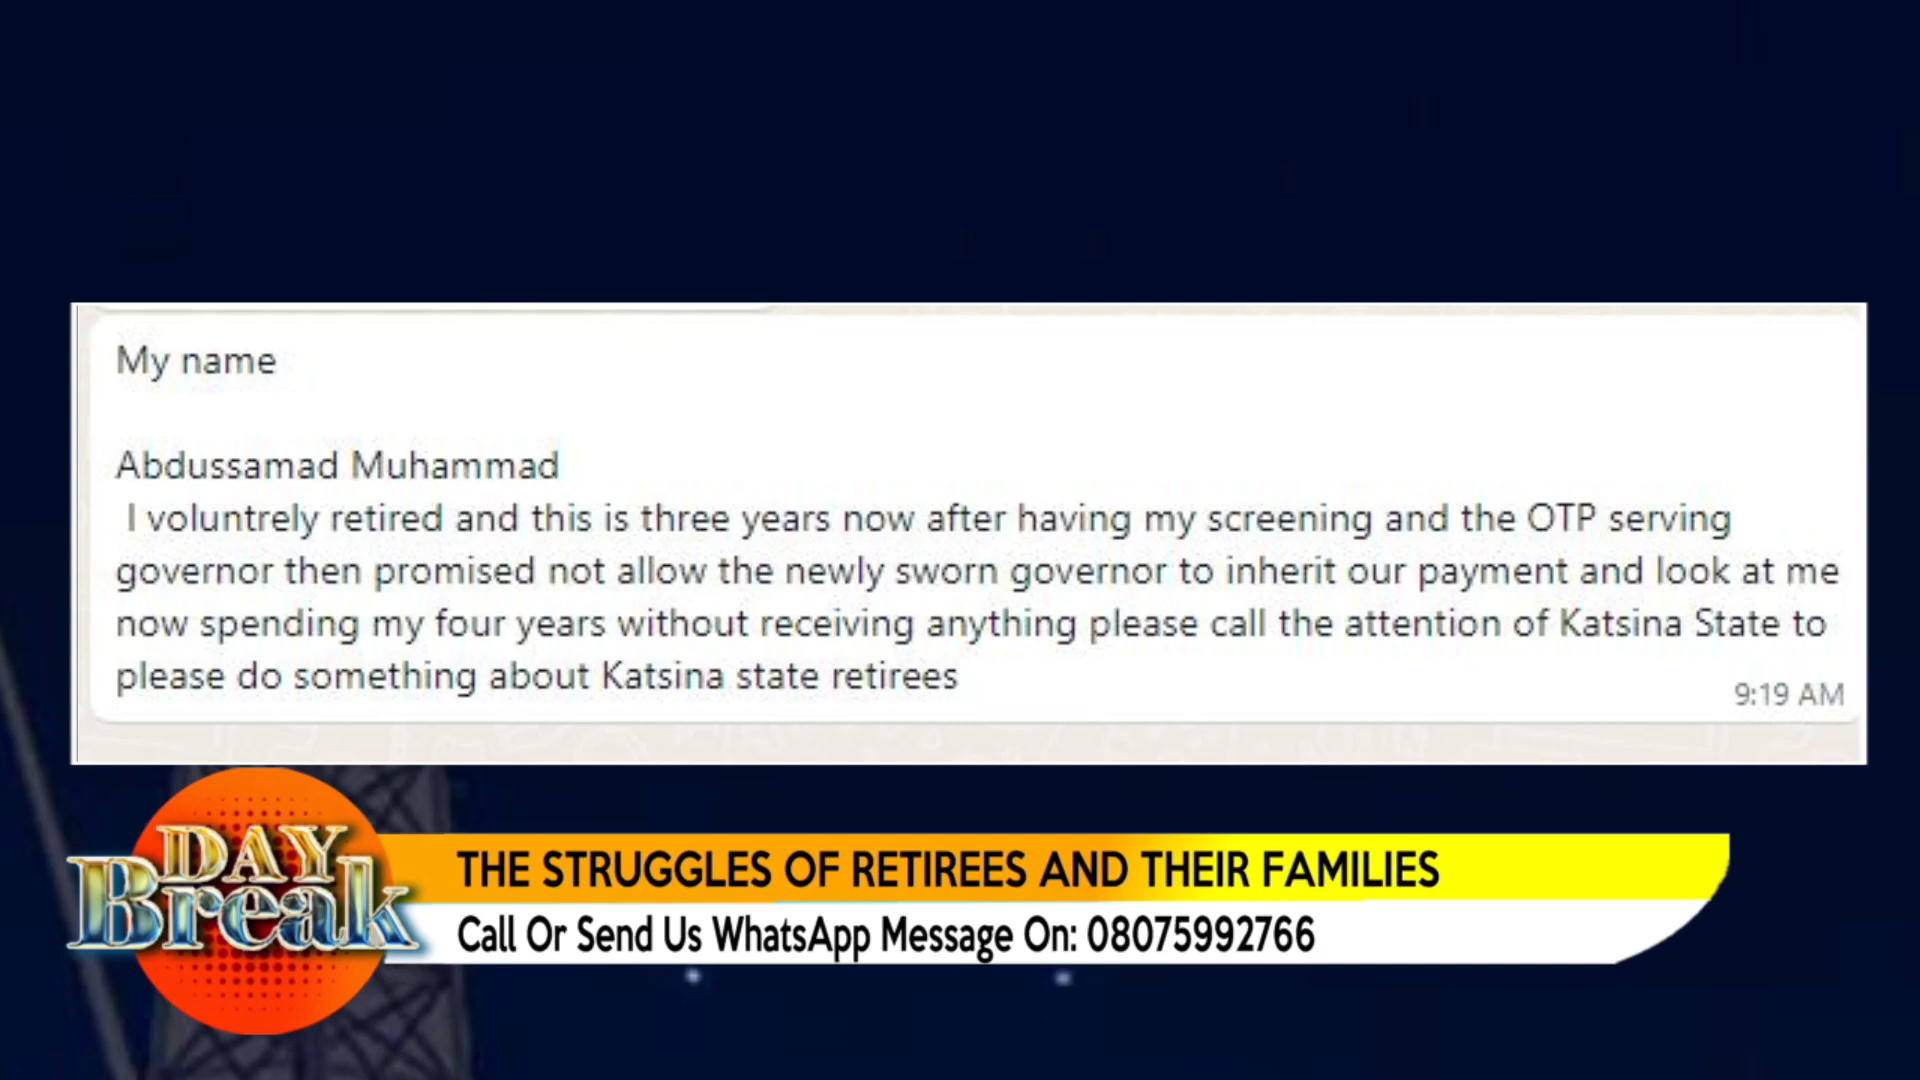 My name
Abdussamad Muhammad
I voluntrely retired and this is three years now after having my screening and the OTP serving
governor then promised not allow the newly sworn governor to inherit our payment and look at me
now spending my four years without receiving anything please call the attention of Katsina State to
please do something about Katsina state retirees
9:19 AM
DAY
Break
THE STRUGGLES OF RETIREES AND THEIR FAMILIES
Call Or Send Us WhatsApp Message On: 08075992766